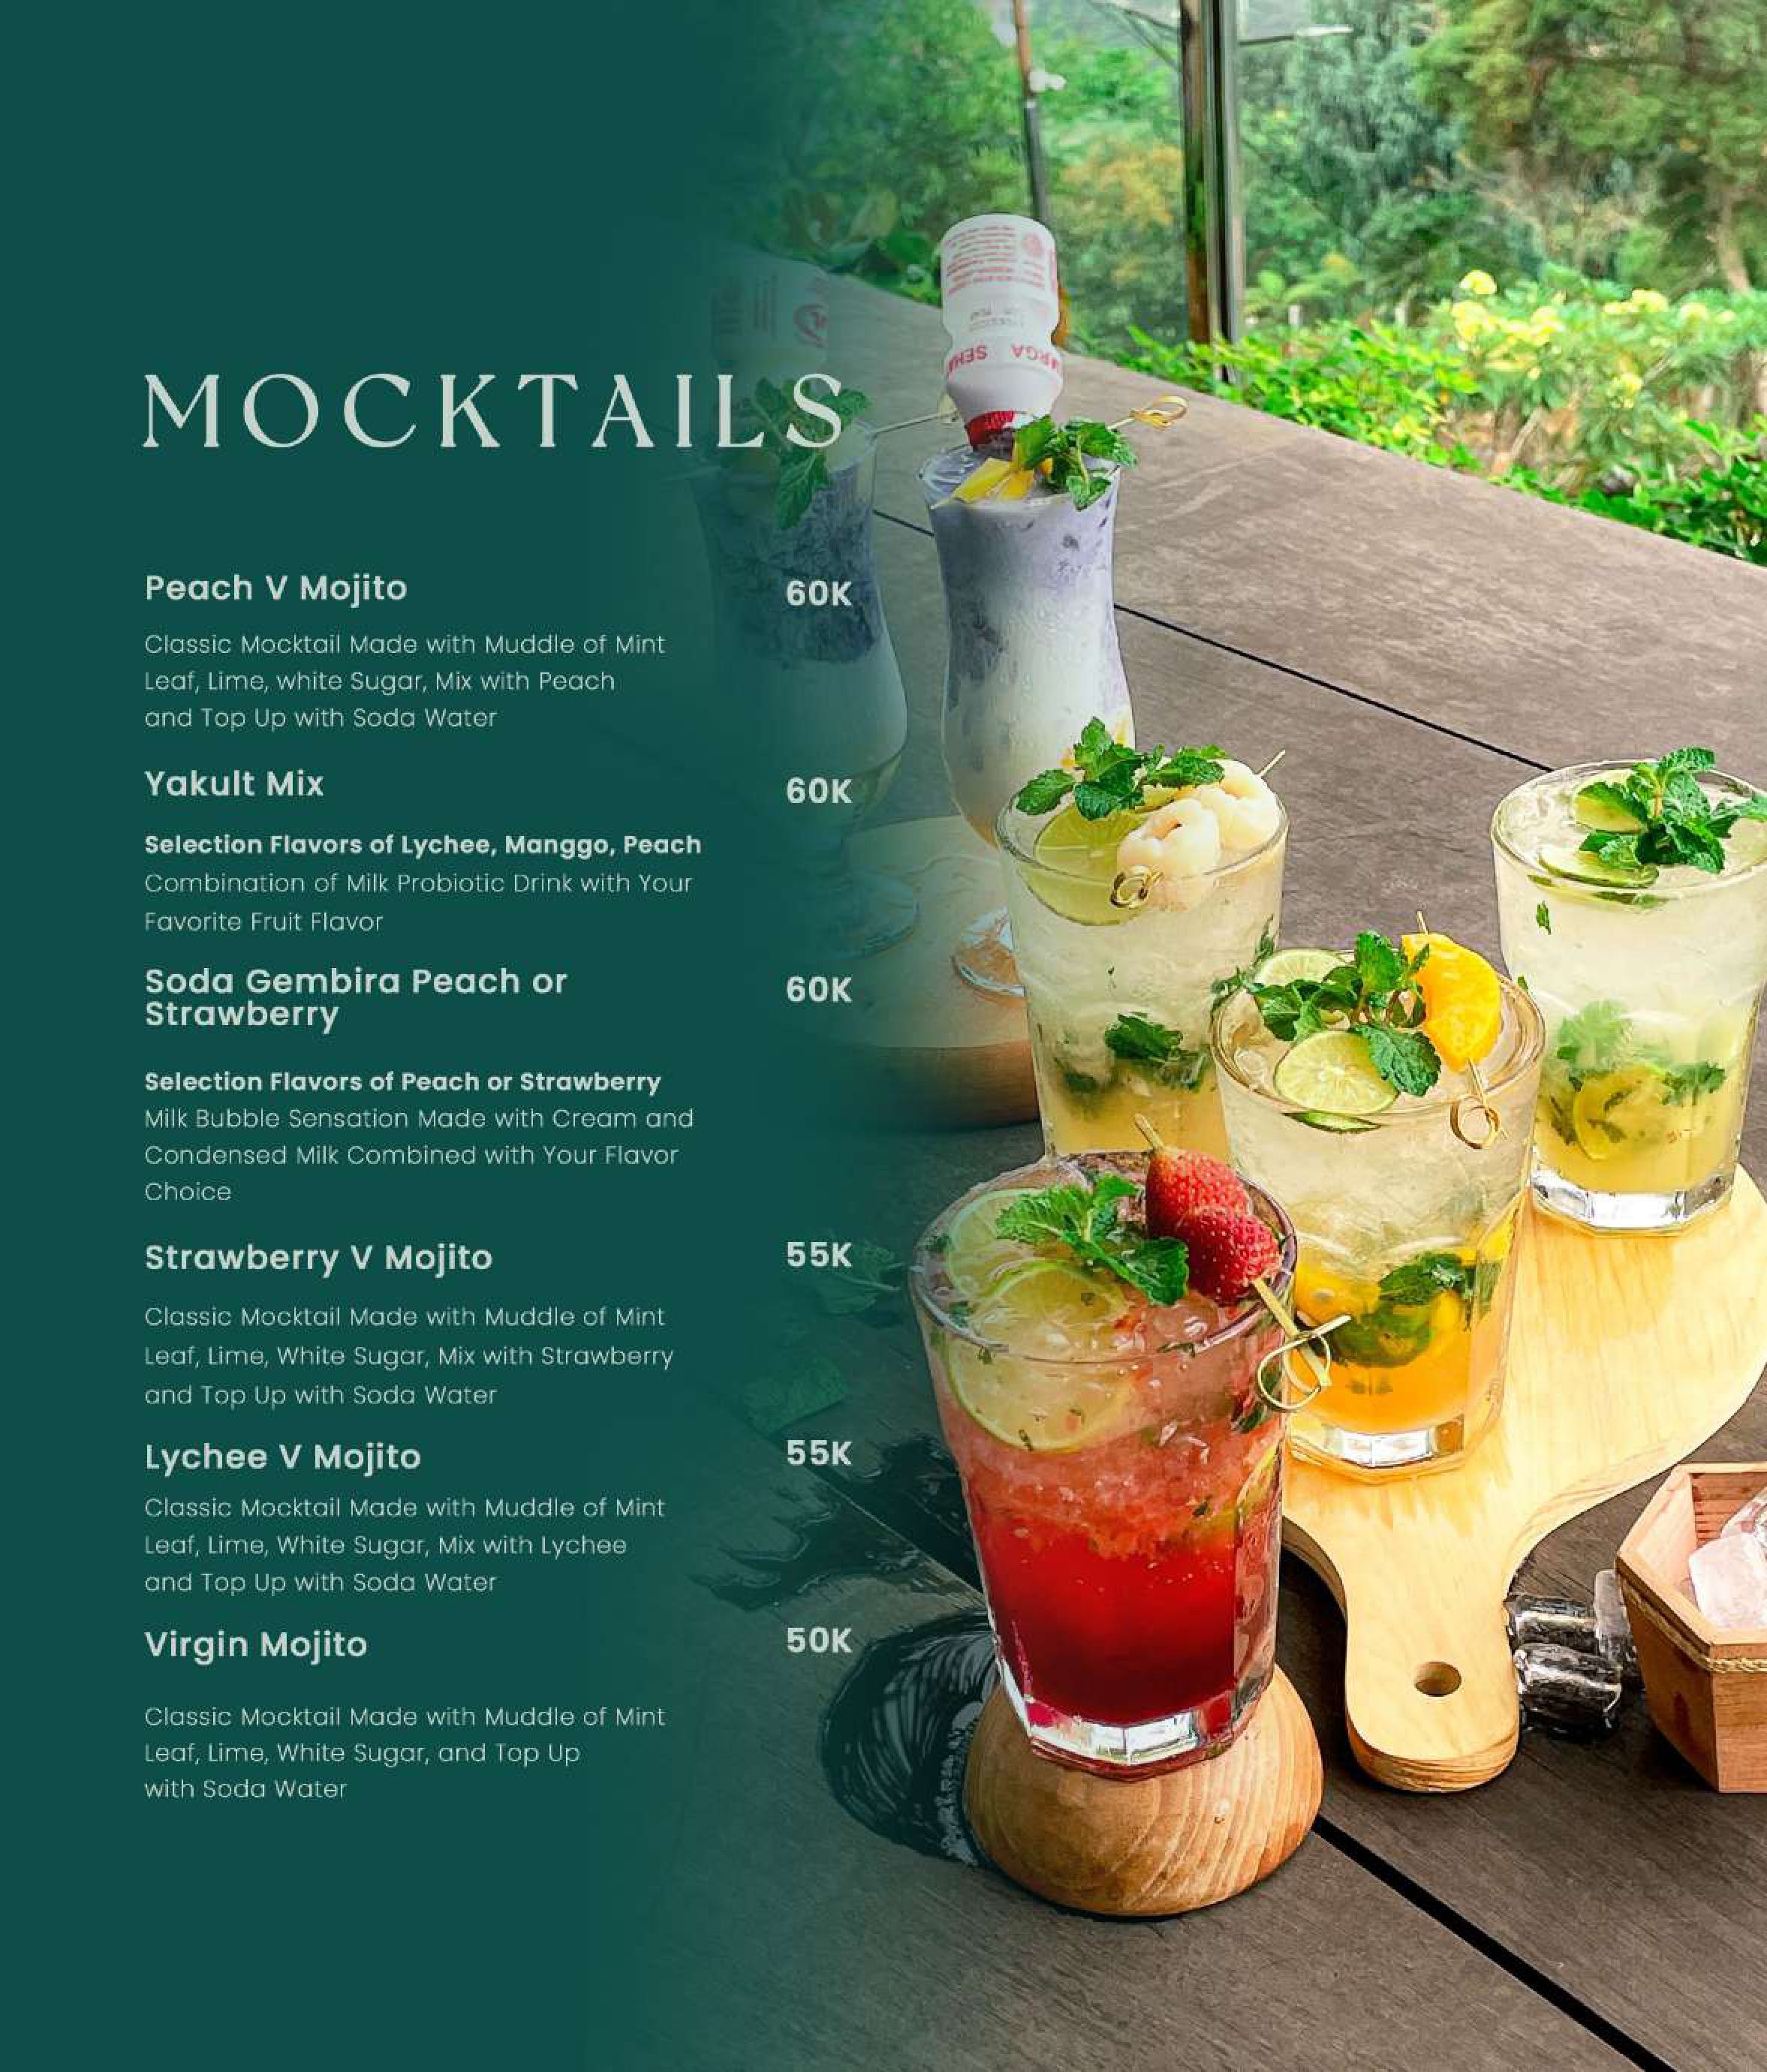 MOCKTAILS
Peach V Mojito 60K
Classic Mocktail Made with Muddle of Mint
Leaf, Lime, white Sugar, Mix with Peach
and Top Up with Soda Water
Yakult Mix 60K
Selection Flavors of Lychee, Manggo, Peach
Combination of Milk Probiotic Drink with Your
Favorite Fruit Flavor
Soda Gembira Peach or 60K
Strawberry
Selection Flavors of Peach or Strawberry
Milk Bubble Sensation Made with Cream and
Condensed Milk Combined with Your Flavor
Choice
Strawberry V Mojito 55K
Classic Mocktail Made with Muddle of Mint
Leaf, Lime, White Sugar, Mix with Strawberry
and Top Up with Soda Water
Lychee V Mojito 55K
Classic Mocktail Made with Muddle of Mint
Leaf, Lime, White Sugar, Mix with Lychee
and Top Up with Soda Water
Virgin Mojito 50K
Classic Mocktail Made with Muddle of Mint
Leaf, Lime, White Sugar, and Top Up
with Soda Water